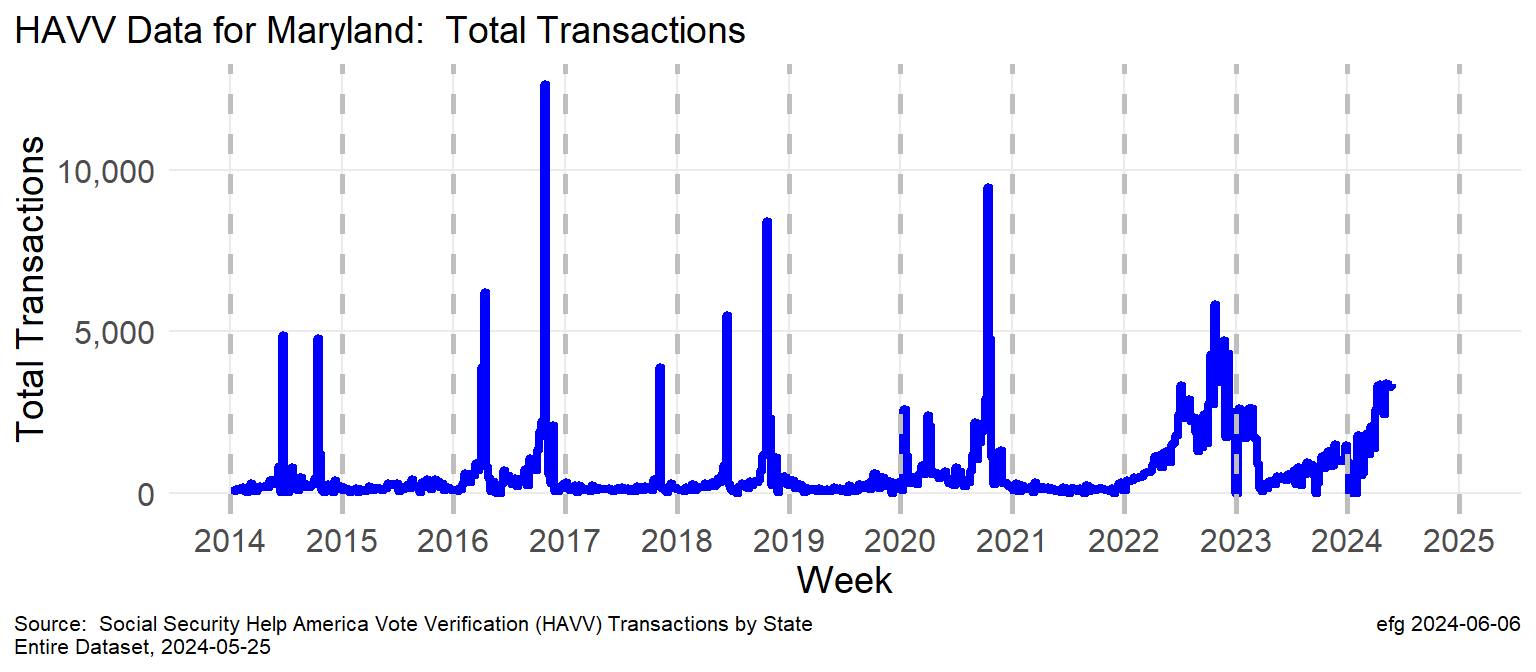 HAVV Data for Maryland:  Total Transactions
Total Transactions
10,000
5,000
0
2014 2015 2016 2017 2018 2019 2020 2021 2022 2023 2024 2025
Week
Source:  Social Security Help America Vote Verification (HAVV) Transactions by State
Entire Dataset, 2024-05-25
efg 2024-06-06